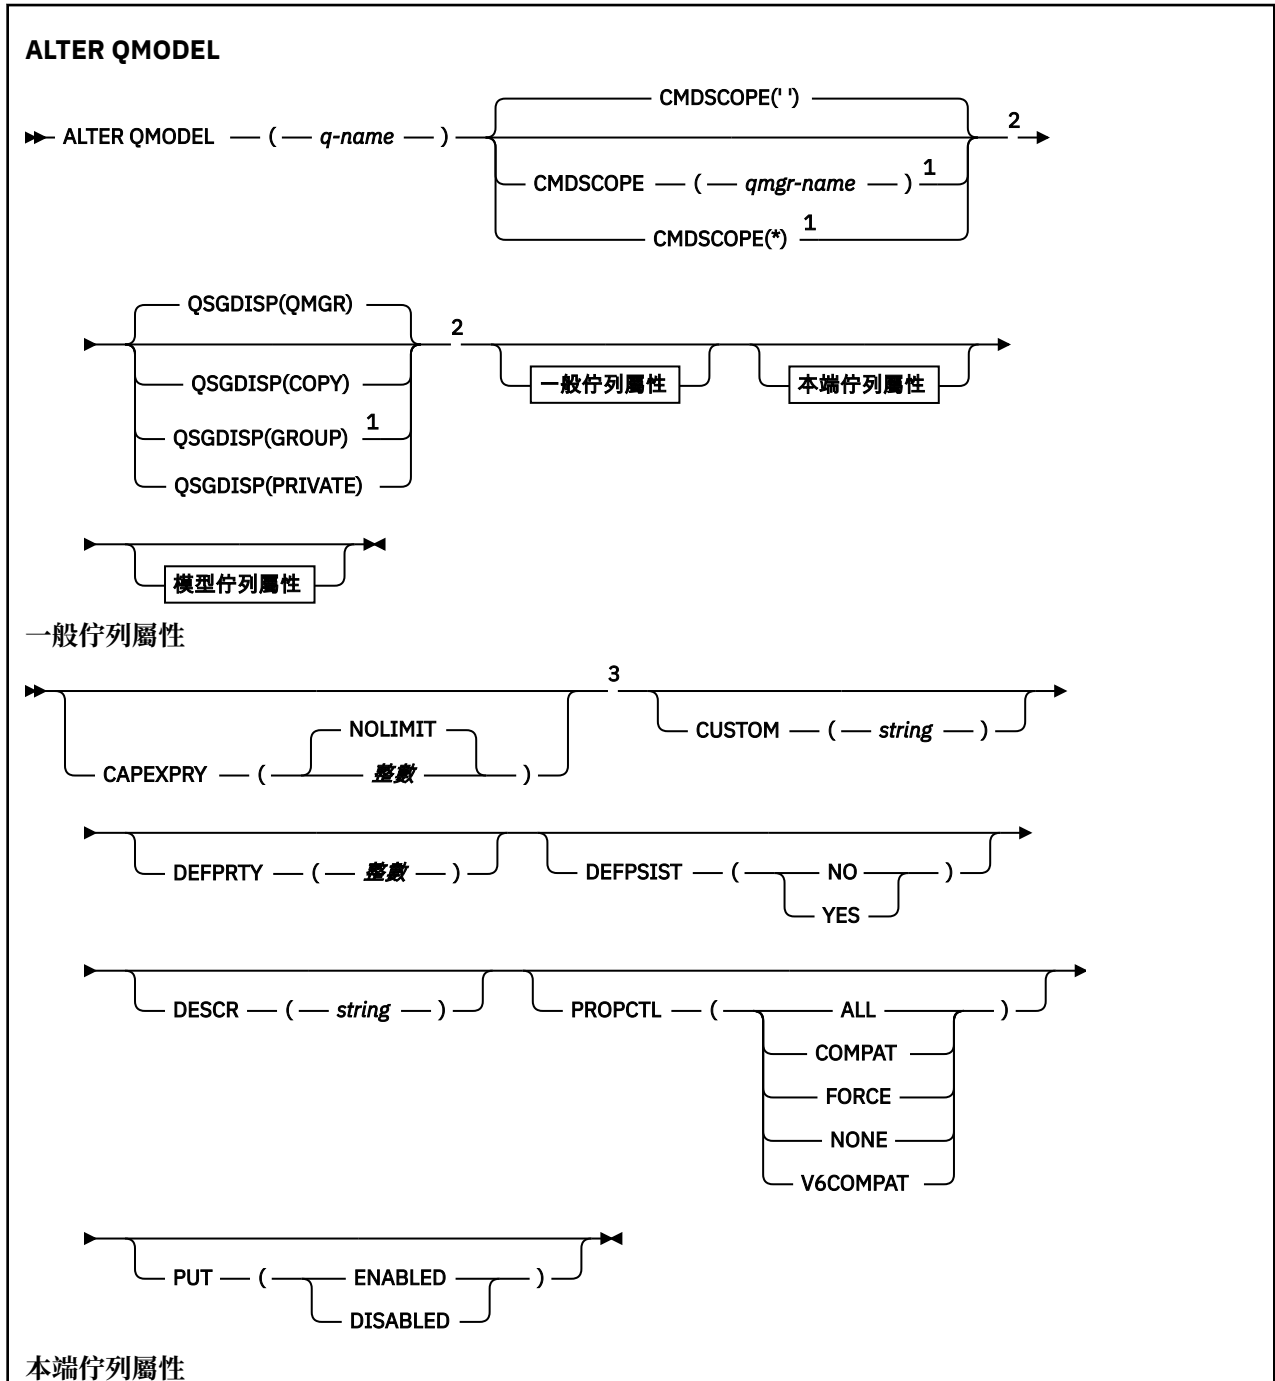 ALTER QMODEL
CMDSCOPE(' ')
ALTER QMODEL ( q-name ) 2
CMDSCOPE ( qmgr-name ) 1
CMDSCOPE(*) 1
QSGDISP(QMGR)
2
QSGDISP(COPY) 一般佇列屬性 本端佇列屬性
QSGDISP(GROUP) 1
QSGDISP(PRIVATE)
模型佇列屬性
一般佇列屬性
3
NOLIMIT CUSTOM ( string )
CAPEXPRY ( 整數 )
DEFPRTY ( 整數 ) DEFPSIST ( NO )
YES
DESCR ( string ) PROPCTL ( ALL )
COMPAT
FORCE
NONE
V6COMPAT
PUT ( ENABLED )
DISABLED
本端佇列屬性